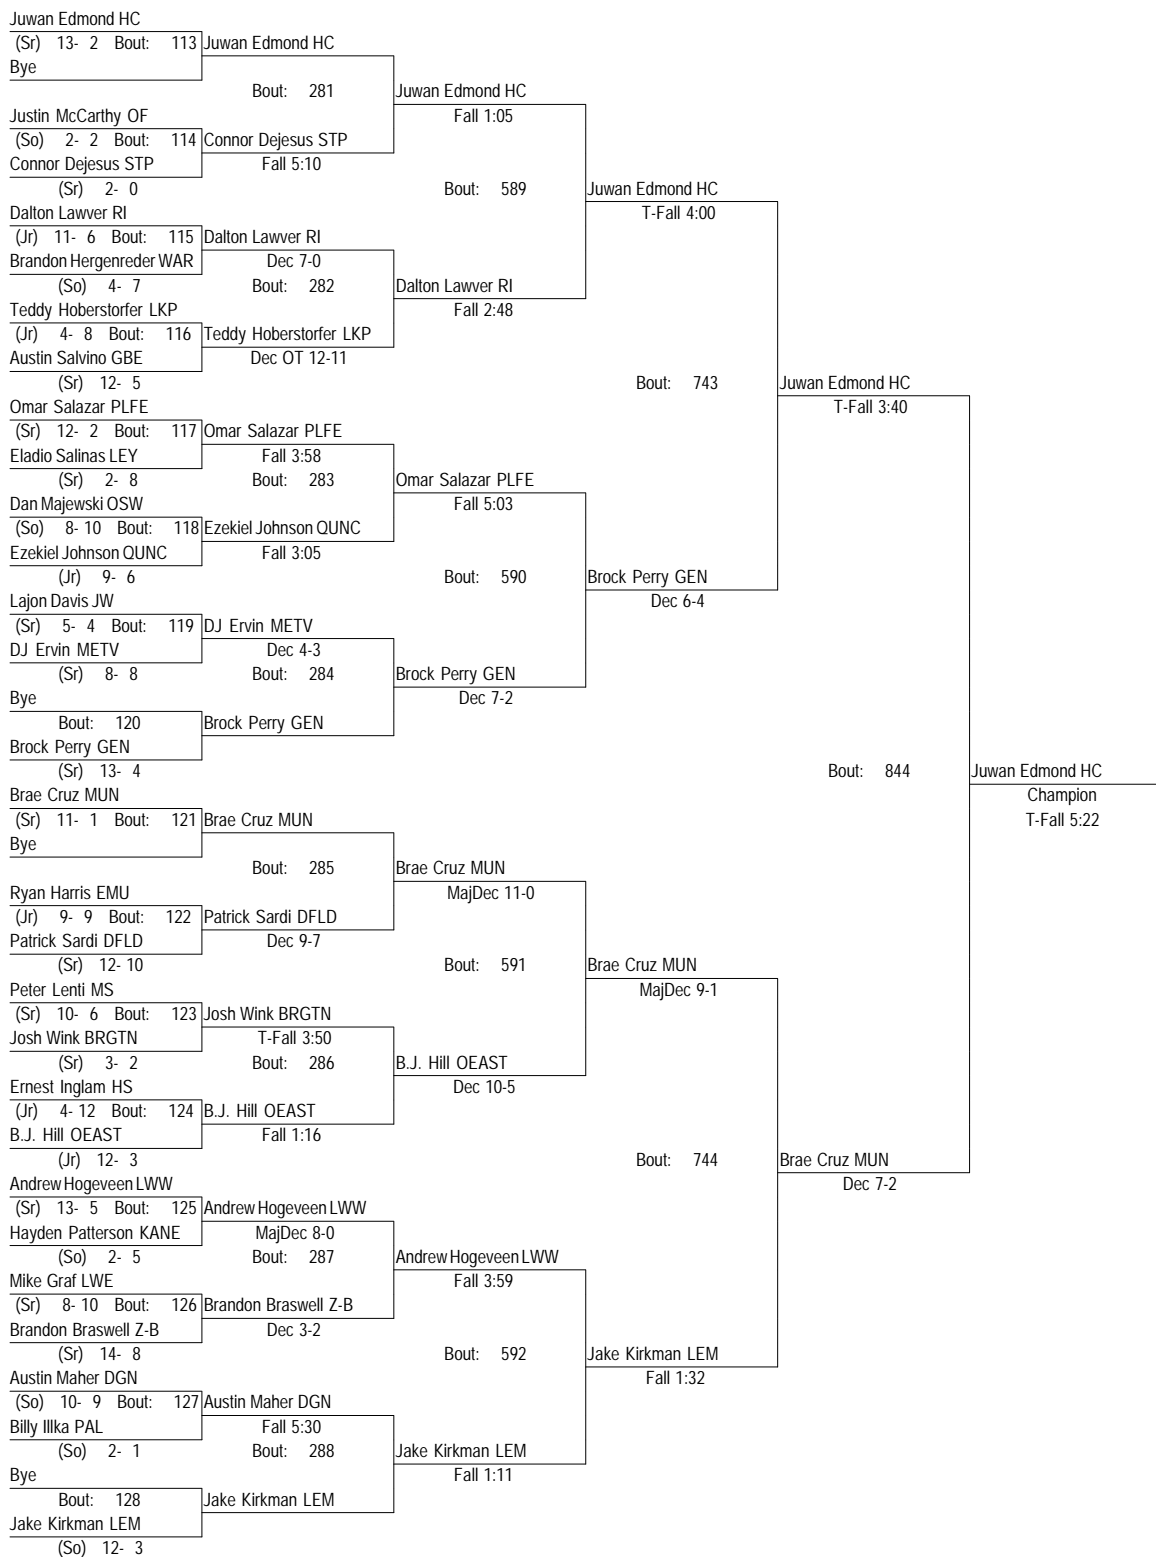 Juwan Edmond HC
(Sr) 13- 2 Bout: 113 Juwan Edmond HC
Bye
Bout: 281 Juwan Edmond HC
Justin McCarthy OF Fall 1:05
(So) 2- 2 Bout: 114 Connor Dejesus STP
Connor Dejesus STP Fall 5:10
(Sr) 2- 0 Bout: 589 Juwan Edmond HC
Dalton Lawver RI T-Fall 4:00
(Jr) 11- 6 Bout: 115 Dalton Lawver RI
Brandon Hergenreder WAR Dec 7-0
(So) 4- 7 Bout: 282 Dalton Lawver RI
Teddy Hoberstorfer LKP Fall 2:48
(Jr) 4- 8 Bout: 116 Teddy Hoberstorfer LKP
Austin Salvino GBE Dec OT 12-11
(Sr) 12- 5 Bout: 743 Juwan Edmond HC
Omar Salazar PLFE T-Fall 3:40
(Sr) 12- 2 Bout: 117 Omar Salazar PLFE
Eladio Salinas LEY Fall 3:58
(Sr) 2- 8 Bout: 283 Omar Salazar PLFE
Dan Majewski OSW Fall 5:03
(So) 8- 10 Bout: 118 Ezekiel Johnson QUNC
Ezekiel Johnson QUNC Fall 3:05
(Jr) 9- 6 Bout: 590 Brock Perry GEN
Lajon Davis JW Dec 6-4
(Sr) 5- 4 Bout: 119 DJ Ervin METV
DJ Ervin METV Dec 4-3
(Sr) 8- 8 Bout: 284 Brock Perry GEN
Bye Dec 7-2
Bout: 120 Brock Perry GEN
Brock Perry GEN
(Sr) 13- 4 Bout: 844 Juwan Edmond HC
Brae Cruz MUN Champion
(Sr) 11- 1 Bout: 121 Brae Cruz MUN T-Fall 5:22
Bye
Bout: 285 Brae Cruz MUN
Ryan Harris EMU MajDec 11-0
(Jr) 9- 9 Bout: 122 Patrick Sardi DFLD
Patrick Sardi DFLD Dec 9-7
(Sr) 12- 10 Bout: 591 Brae Cruz MUN
Peter Lenti MS MajDec 9-1
(Sr) 10- 6 Bout: 123 Josh Wink BRGTN
Josh Wink BRGTN T-Fall 3:50
(Sr) 3- 2 Bout: 286 B.J. Hill OEAST
Ernest Inglam HS Dec 10-5
(Jr) 4- 12 Bout: 124 B.J. Hill OEAST
B.J. Hill OEAST Fall 1:16
(Jr) 12- 3 Bout: 744 Brae Cruz MUN
Andrew Hogeveen LWW Dec 7-2
(Sr) 13- 5 Bout: 125 Andrew Hogeveen LWW
Hayden Patterson KANE MajDec 8-0
(So) 2- 5 Bout: 287 Andrew Hogeveen LWW
Mike Graf LWE Fall 3:59
(Sr) 8- 10 Bout: 126 Brandon Braswell Z-B
Brandon Braswell Z-B Dec 3-2
(Sr) 14- 8 Bout: 592 Jake Kirkman LEM
Austin Maher DGN Fall 1:32
(So) 10- 9 Bout: 127 Austin Maher DGN
Billy Illka PAL Fall 5:30
(So) 2- 1 Bout: 288 Jake Kirkman LEM
Bye Fall 1:11
Bout: 128 Jake Kirkman LEM
Jake Kirkman LEM
(So) 12- 3